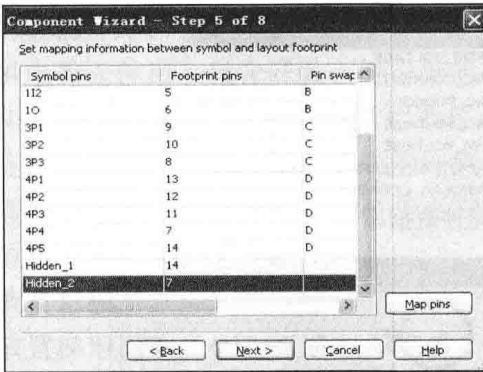 Component Wizard - Step 5 of 8
Set mapping information between symbol and layout footprint
Symbol pins Footprint pins Pin swap
1I2 5 B
1O 6 B
3P1 9 C
3P2 10 C
3P3 8 C
4P1 13 D
4P2 12 D
4P3 11 D
4P4 7 D
4P5 14 D
Hidden_1 14
Hidden_2 7
Map pins
< Back Next > Cancel Help